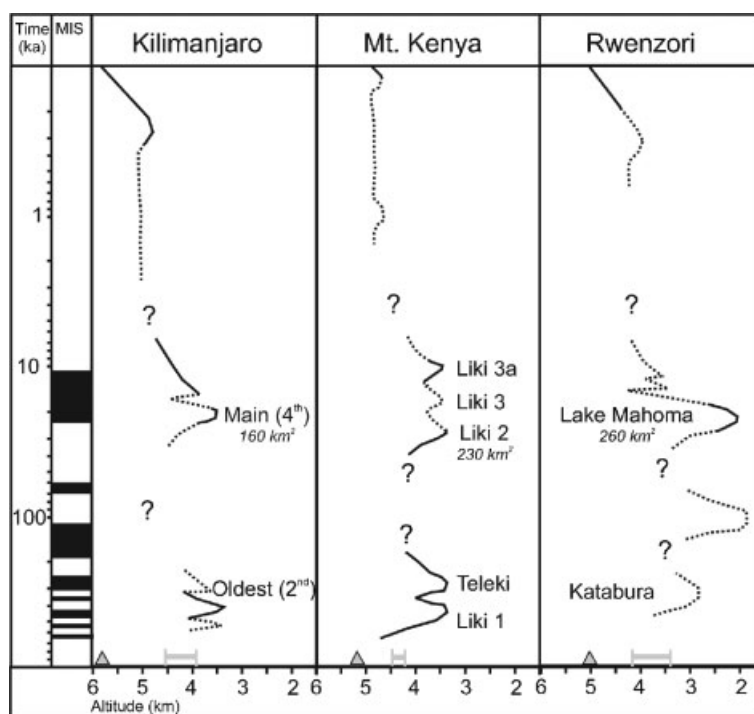 Time MIS
(ka)
Kilimanjaro
Mt. Kenya
Rwenzori
1
10
100
?
?
?
Liki 3a
Main (4th)
160 km²
Liki 3
Liki 2
230 km²
Lake Mahoma
260 km²
?
?
?
?
?
Oldest (2nd)
Teleki
Liki 1
Katabura
6 5 4 3 2 6 5 4 3 2 6 5 4 3 2
Altitude (km)